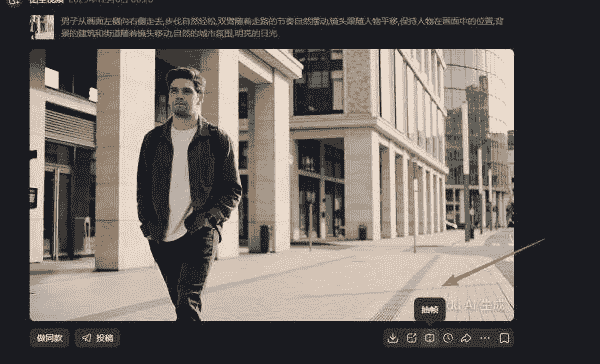 男子从画面左侧向右侧走去,步伐自然轻松,双臂随着走路的节奏自然摆动,镜头跟随人物平移,保持人物在画面中的位置,背
景的建筑和街道随着镜头移动,自然的城市氛围,明亮的日光
抽帧
AI 生成
做同款
投稿